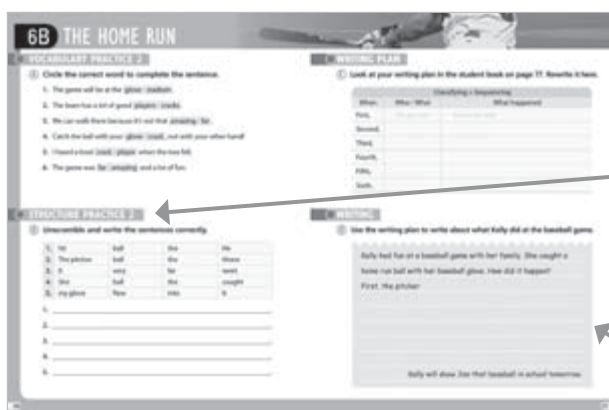 6B THE HOME RUN
VOCABULARY PRACTICE 2
Circle the correct word to complete the sentence.
1. The game will be at the glove stadium.
2. The team has a lot of good players cracks.
3. We can walk there because it's not that amazing far.
4. Catch the ball with your glove crack, not with your other hand!
5. I heard a loud crack player when the tree fell.
6. The game was far amazing and a lot of fun.
STRUCTURE PRACTICE 2
Unscramble and write the sentences correctly.
1. hit ball the He
2. The pitcher ball the threw
3. It very far went
4. She ball the caught
5. my glove flew into it
1.
2.
3.
4.
5.
WRITING PLAN
Look at your writing plan in the student book on page 77. Rewrite it here.
Classifying + Sequencing
When Who / What What happened
First,
Second,
Third,
Fourth,
Fifth,
Sixth,
WRITING
Use the writing plan to write about what Kelly did at the baseball game.
Kelly had fun at a baseball game with her family. She caught a
home run ball with her baseball glove. How did it happen?
First, the pitcher
Kelly will show Joe that baseball in school tomorrow.